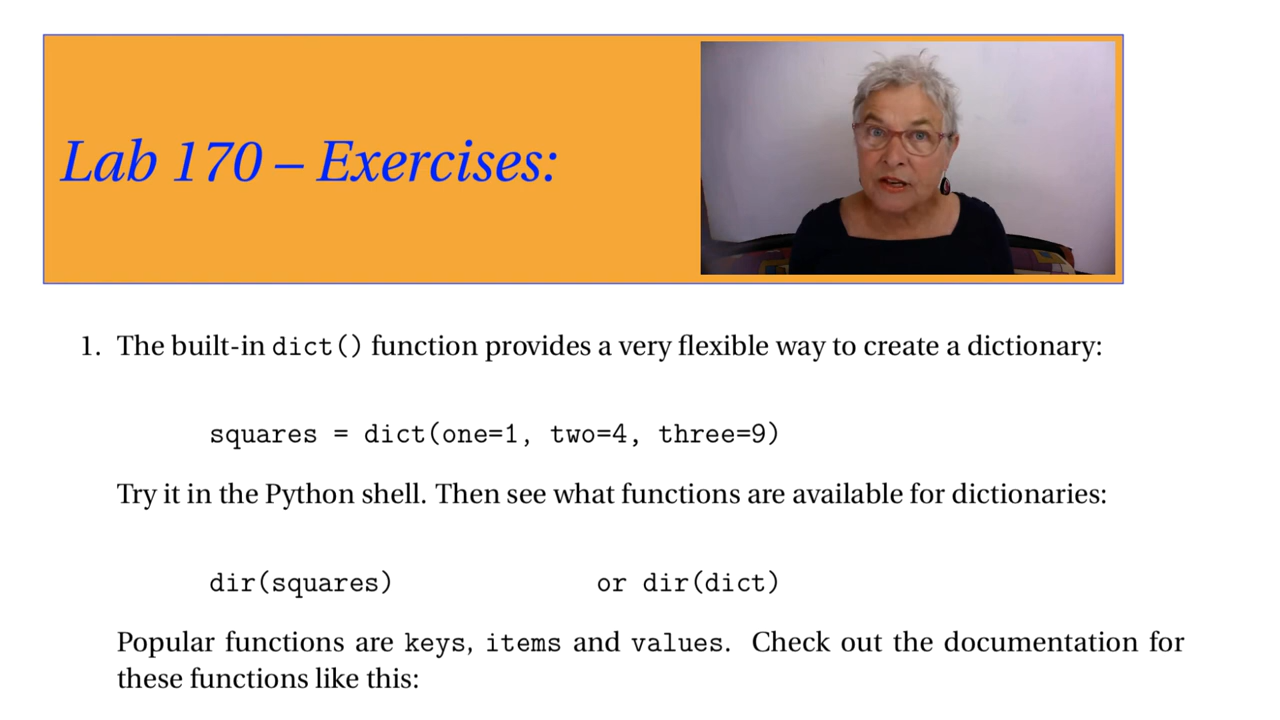 Lab 170 – Exercises:
1. The built-in dict() function provides a very flexible way to create a dictionary:
squares = dict(one=1, two=4, three=9)
Try it in the Python shell. Then see what functions are available for dictionaries:
dir(squares) or dir(dict)
Popular functions are keys, items and values. Check out the documentation for
these functions like this: